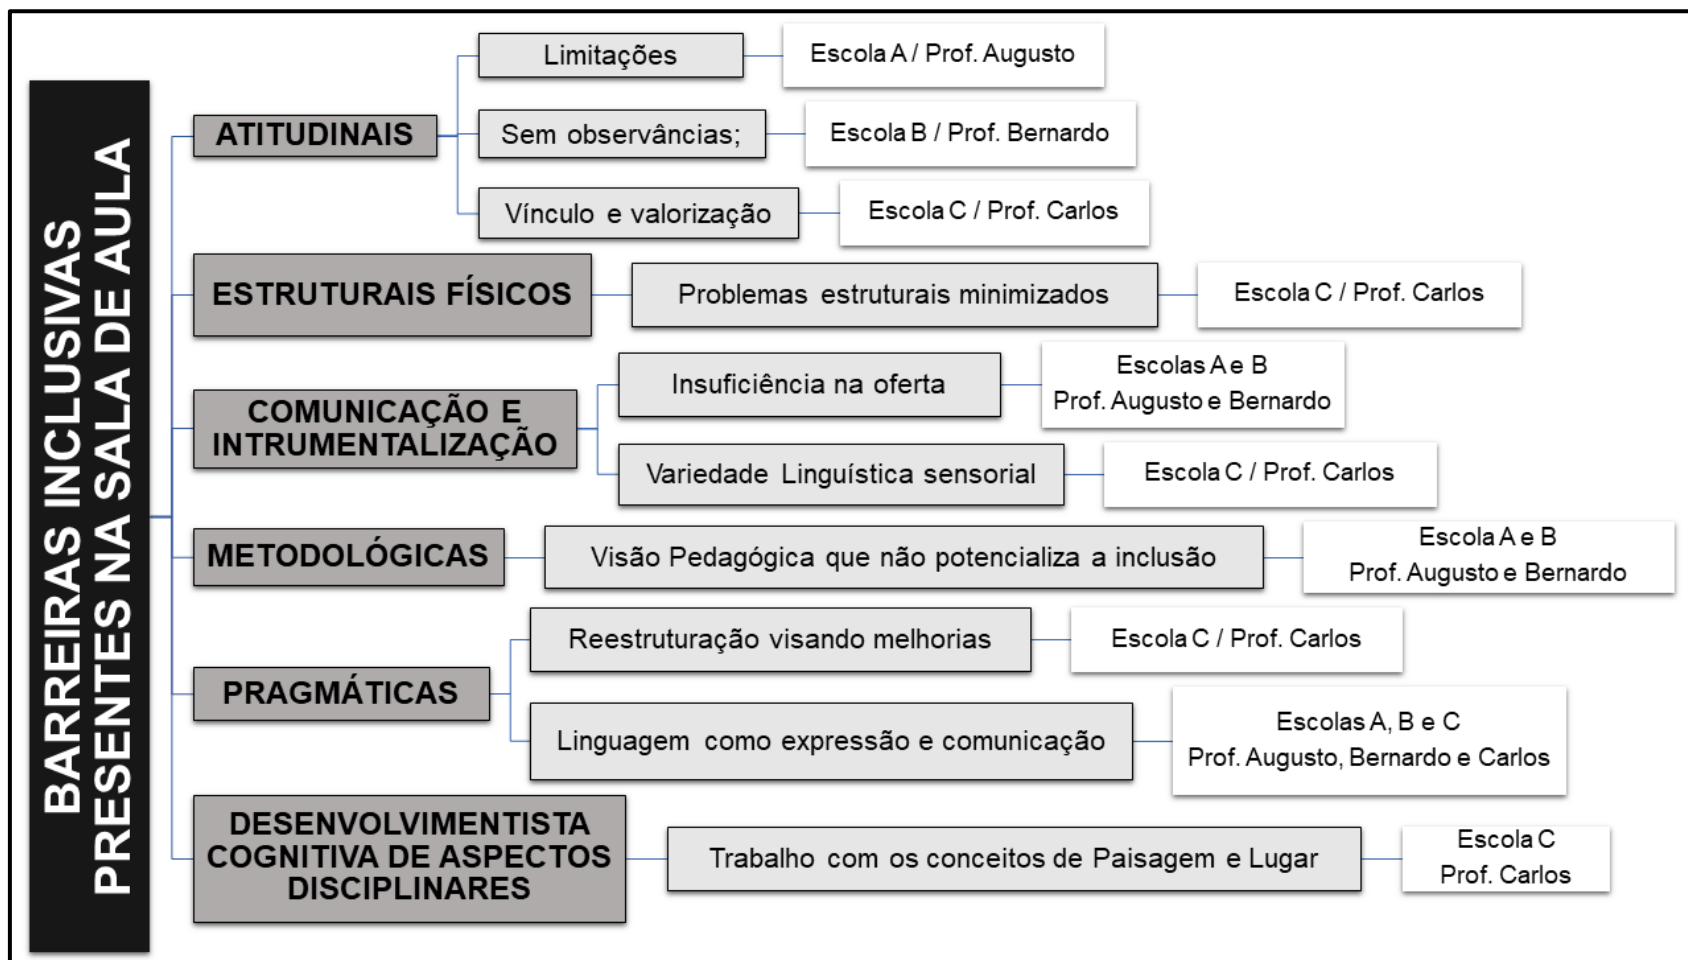 BARREIRAS INCLUSIVAS
PRESENTES NA SALA DE AULA
ATITUDINAIS
Limitações
Escola A / Prof. Augusto
Sem observâncias;
Escola B / Prof. Bernardo
Vínculo e valorização
Escola C / Prof. Carlos
ESTRUTURAIS FÍSICOS
Problemas estruturais minimizados
Escola C / Prof. Carlos
COMUNICAÇÃO E
INTRUMENTALIZAÇÃO
Insuficiência na oferta
Escolas A e B
Prof. Augusto e Bernardo
Variedade Linguística sensorial
Escola C / Prof. Carlos
METODOLÓGICAS
Visão Pedagógica que não potencializa a inclusão
Escola A e B
Prof. Augusto e Bernardo
PRAGMÁTICAS
Reestruturação visando melhorias
Escola C / Prof. Carlos
Linguagem como expressão e comunicação
Escolas A, B e C
Prof. Augusto, Bernardo e Carlos
DESENVOLVIMENTISTA
COGNITIVA DE ASPECTOS
DISCIPLINARES
Trabalho com os conceitos de Paisagem e Lugar
Escola C
Prof. Carlos